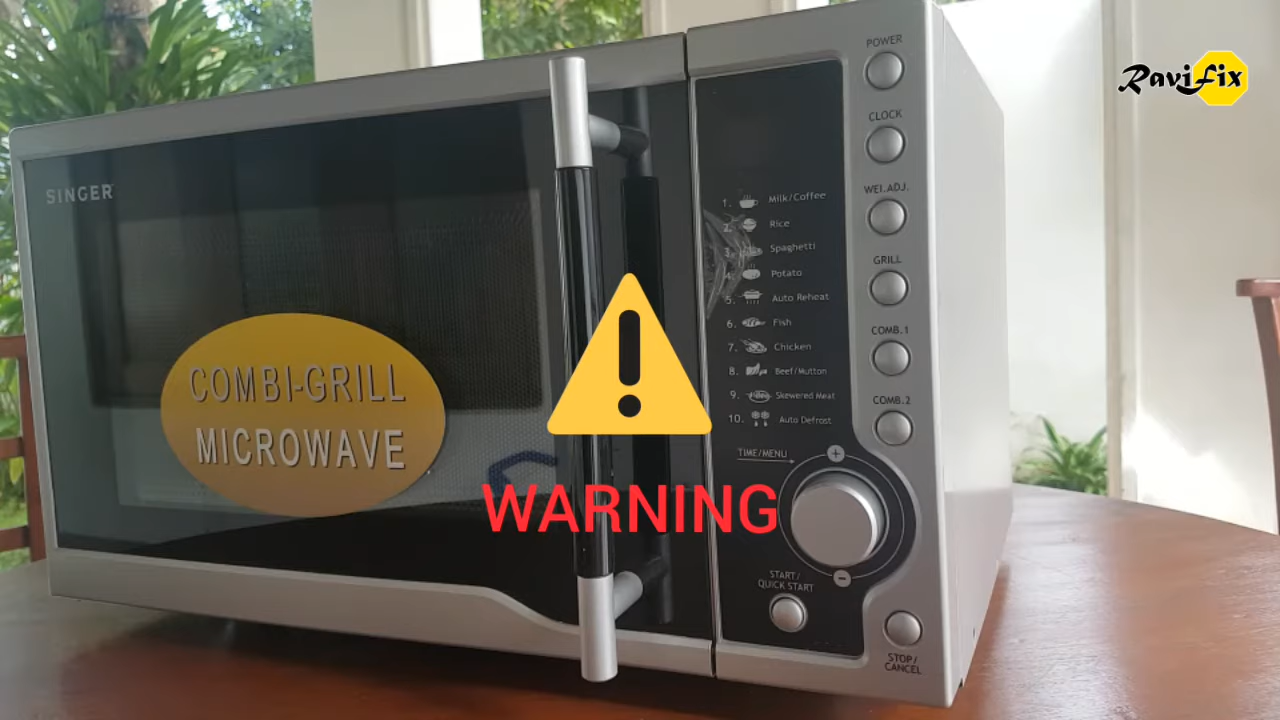 RaviFix
SINGER
COMBI-GRILL
MICROWAVE
WARNING
POWER
CLOCK
WEI.ADJ.
GRILL
COMB.1
COMB.2
1. Milk/Coffee
2. Rice
3. Spaghetti
4. Potato
5. Auto Reheat
6. Fish
7. Chicken
8. Beef/Mutton
9. Skewered Meat
10. Auto Defrost
TIME/MENU
+
−
START/
QUICK START
STOP/
CANCEL